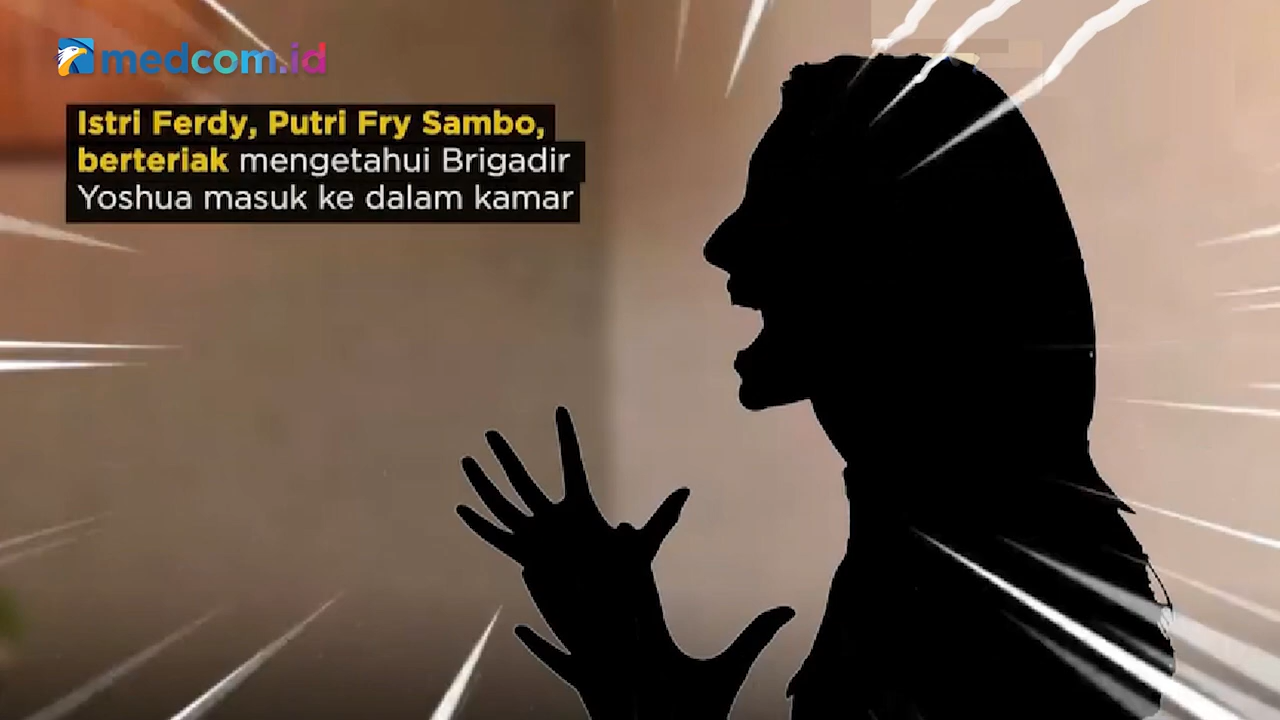 medcom.id
Istri Ferdy, Putri Fry Sambo,
berteriak mengetahui Brigadir
Yoshua masuk ke dalam kamar